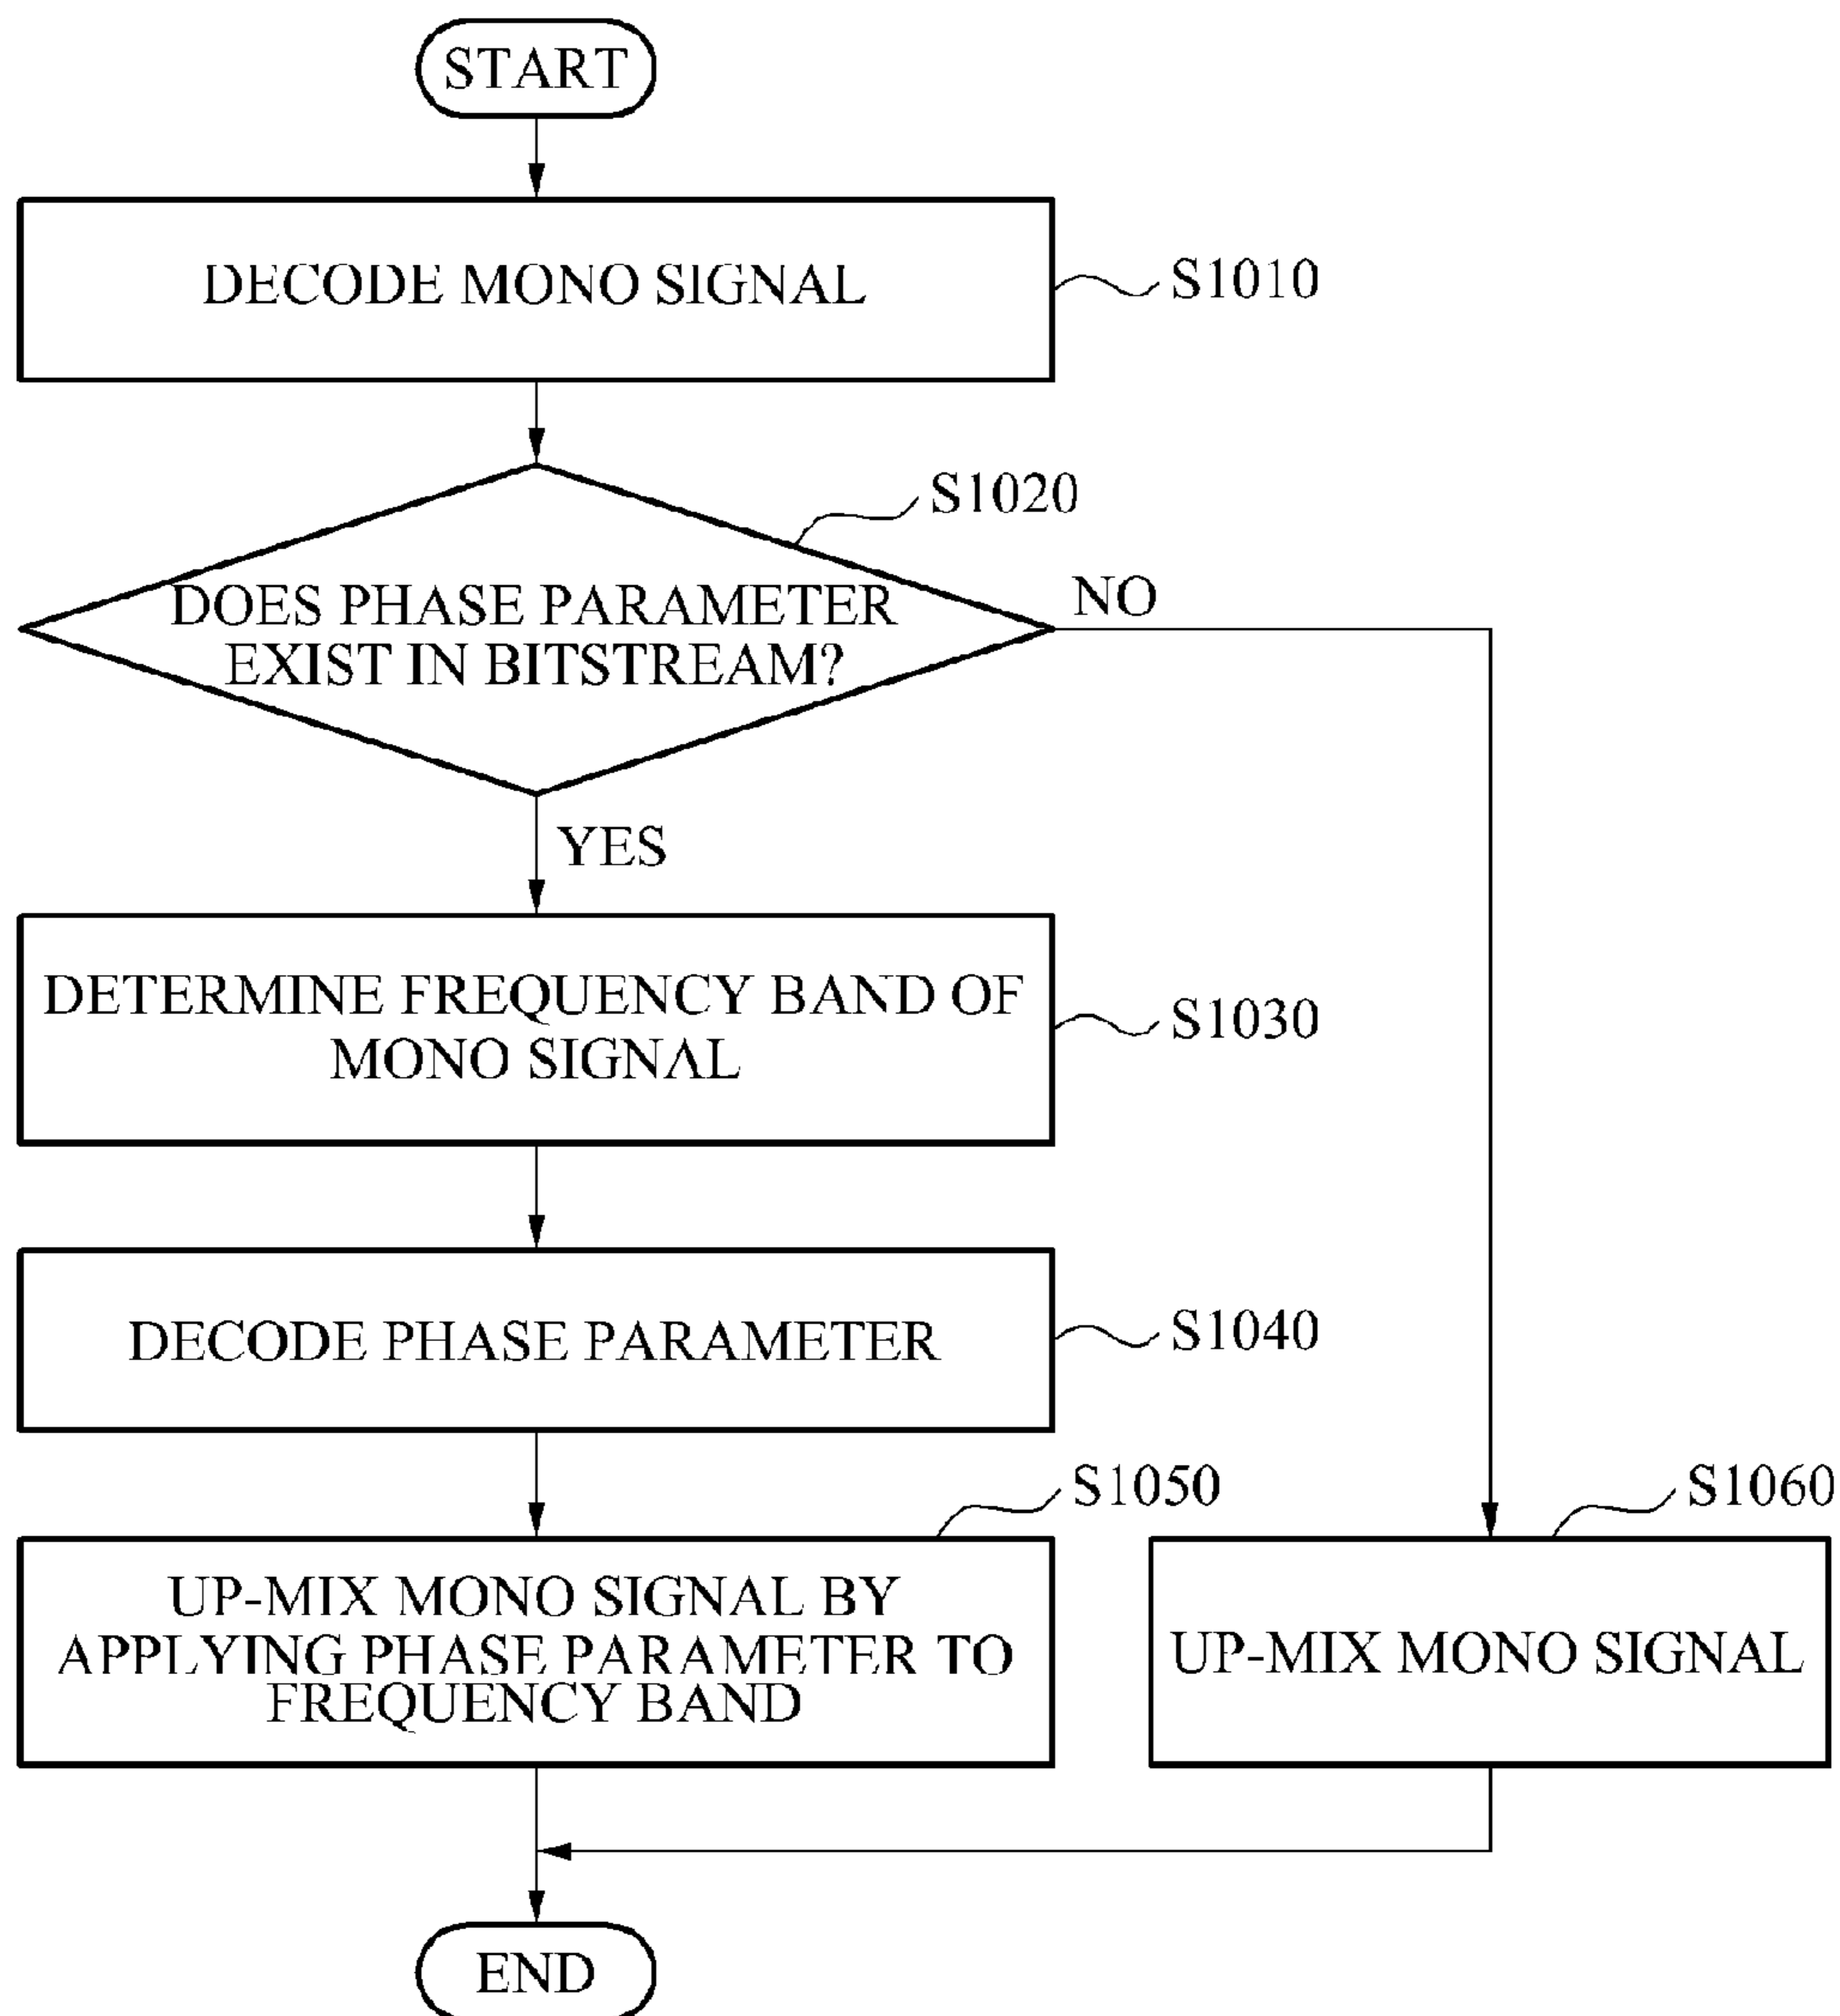 START
DECODE MONO SIGNAL
S1010
S1020
DOES PHASE PARAMETER
EXIST IN BITSTREAM?
NO
YES
DETERMINE FREQUENCY BAND OF
MONO SIGNAL
S1030
DECODE PHASE PARAMETER
S1040
S1050
UP-MIX MONO SIGNAL BY
APPLYING PHASE PARAMETER TO
FREQUENCY BAND
S1060
UP-MIX MONO SIGNAL
END